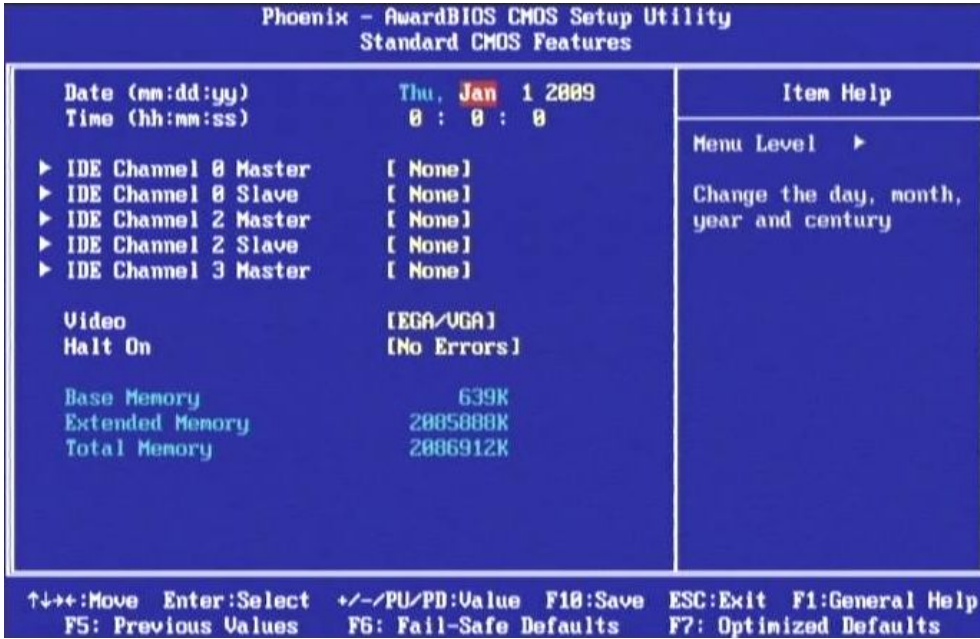 Phoenix - AwardBIOS CMOS Setup Utility
Standard CMOS Features
Date (mm:dd:yy) Thu, Jan 1 2009
Time (hh:mm:ss) 0 : 0 : 0
► IDE Channel 0 Master [ None]
► IDE Channel 0 Slave [ None]
► IDE Channel 2 Master [ None]
► IDE Channel 2 Slave [ None]
► IDE Channel 3 Master [ None]
Video [EGA/VGA]
Halt On [No Errors]
Base Memory 639K
Extended Memory 2085888K
Total Memory 2086912K
Item Help
Menu Level ►
Change the day, month,
year and century
↑↓→←:Move Enter:Select +/-/PU/PD:Value F10:Save ESC:Exit F1:General Help
F5: Previous Values F6: Fail-Safe Defaults F7: Optimized Defaults